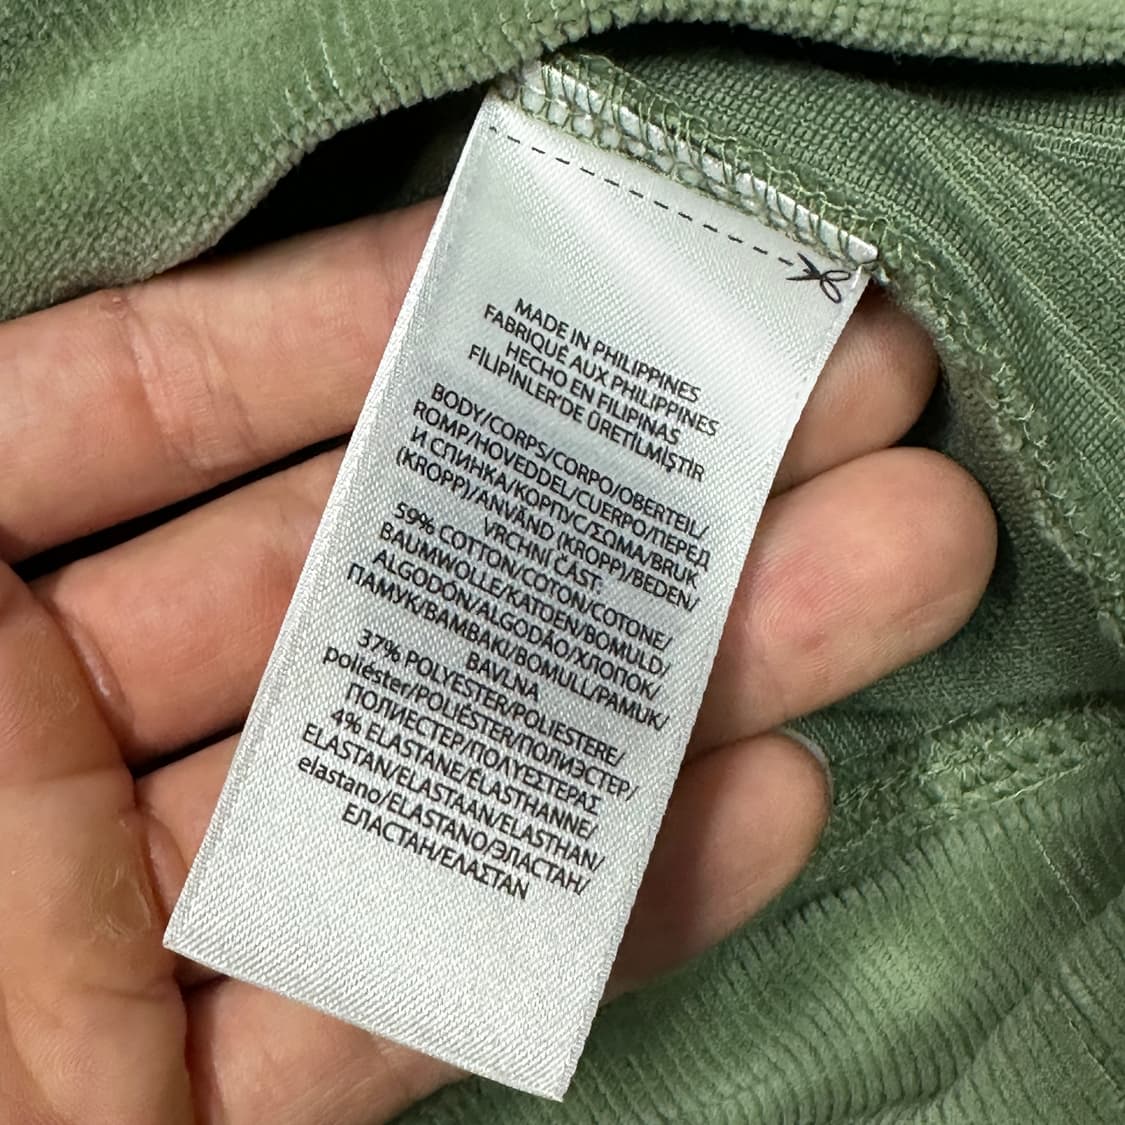 MADE IN PHILIPPINES
FABRIQUÉ AUX PHILIPPINES
HECHO EN FILIPINAS
FİLİPİNLER'DE ÜRETİLMİŞTİR
BODY/CORPS/CORPO/OBERTEIL/
ROMP/HOVEDDEL/CUERPO/ПЕРЕД
И СПИНКА/КОРПУС/ΣΩΜΑ/BRUK
(KROPP)/ANVÄND (KROPP)/BEDEN/
VRCHNÍ ČÁST:
59% COTTON/COTON/COTONE/
BAUMWOLLE/KATOEN/BOMULD/
ALGODÓN/ALGODÃO/ХЛОПОК/
ПАМУК/ΒΑΜΒΑΚΙ/BOMULL/PAMUK/
BAVLNA
37% POLYESTER/POLIESTERE/
poliéster/POLIÉSTER/ПОЛИЭСТЕР/
ПОЛИЕСТЕР/ΠΟΛΥΕΣΤΕΡΑΣ
4% ELASTANE/ÉLASTHANNE/
ELASTAN/ELASTAAN/ELASTHAN/
elastano/ELASTANO/ЭЛАСТАН/
ЕЛАСТАН/ΕΛΑΣΤΑΝ